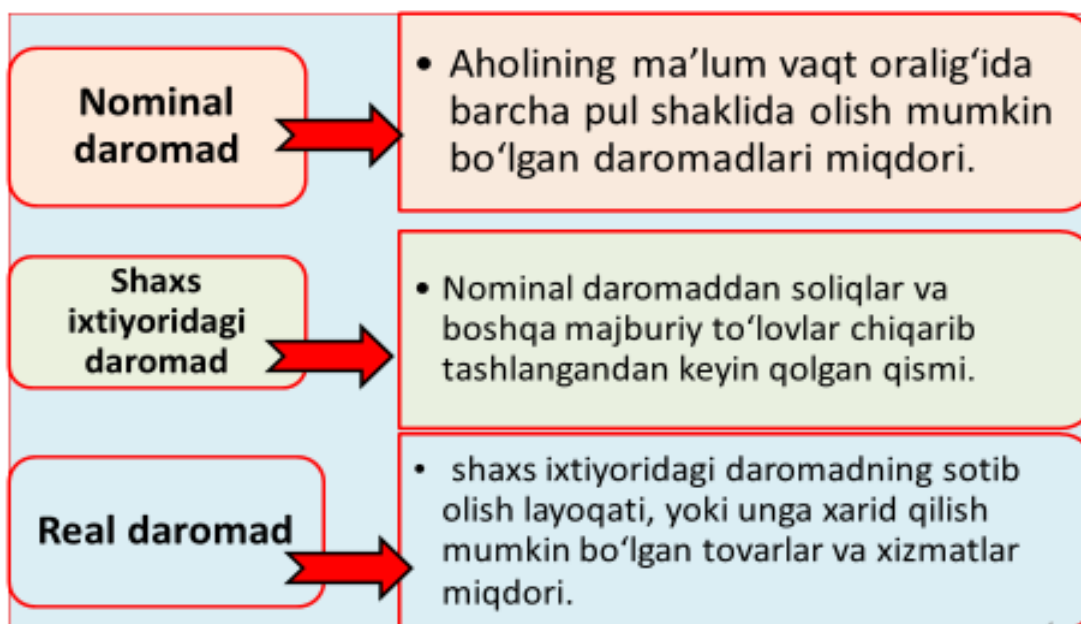 Nominal
daromad
• Aholining ma’lum vaqt oralig‘ida
barcha pul shaklida olish mumkin
bo‘lgan daromadlari miqdori.
Shaxs
ixtiyoridagi
daromad
• Nominal daromaddan soliqlar va
boshqa majburiy to‘lovlar chiqarib
tashlangandan keyin qolgan qismi.
Real daromad
• shaxs ixtiyoridagi daromadning sotib
olish layoqati, yoki unga xarid qilish
mumkin bo‘lgan tovarlar va xizmatlar
miqdori.